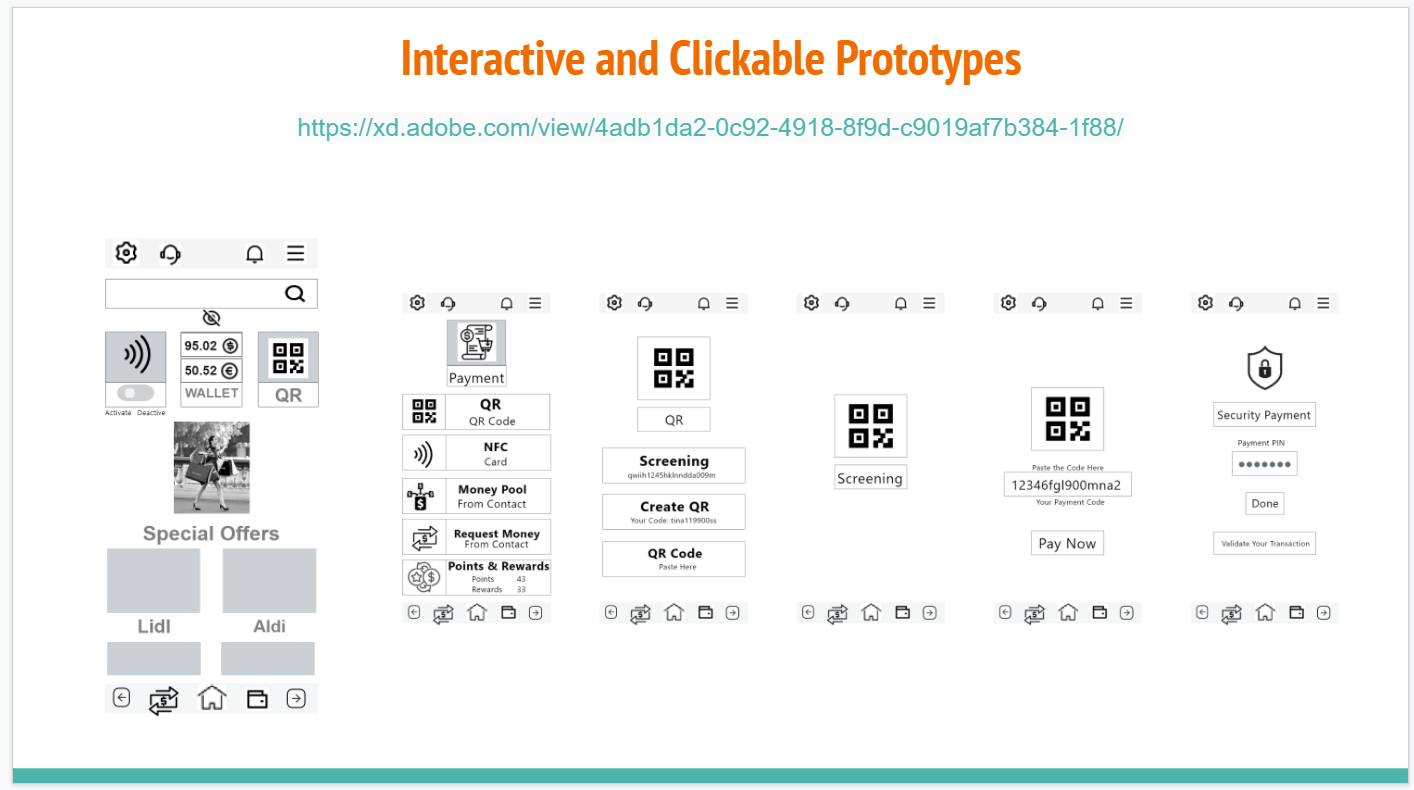 Interactive and Clickable Prototypes
https://xd.adobe.com/view/4adb1da2-0c92-4918-8f9d-c9019af7b384-1f88/
95.02
50.52
WALLET
QR
Activate Deactive
Special Offers
Lidl
Aldi
Payment
QR
QR Code
NFC
Card
Money Pool
From Contact
Request Money
From Contact
Points & Rewards
Points 43
Rewards 33
QR
Screening
qwiih1245hklnndda009m
Create QR
Your Code: tina119900ss
QR Code
Paste Here
Screening
Paste the Code Here
12346fgl900mna2
Your Payment Code
Pay Now
Security Payment
Payment PIN
Done
Validate Your Transaction